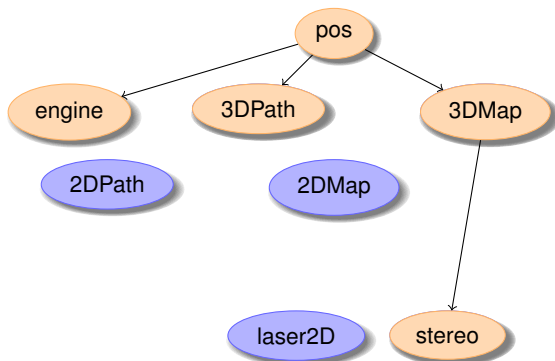 pos
engine
3DPath
3DMap
2DPath
2DMap
laser2D
stereo